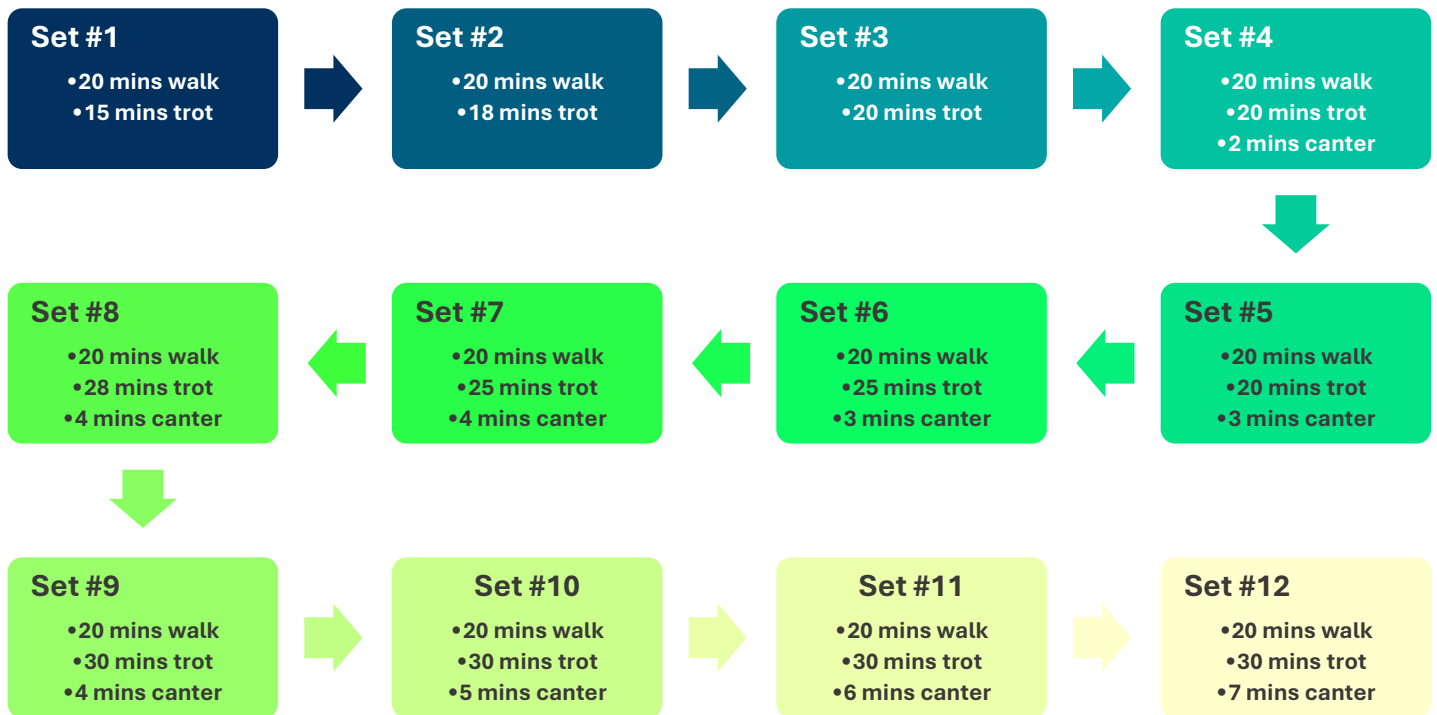 Set #1
•20 mins walk
•15 mins trot
Set #2
•20 mins walk
•18 mins trot
Set #3
•20 mins walk
•20 mins trot
Set #4
•20 mins walk
•20 mins trot
•2 mins canter
Set #5
•20 mins walk
•20 mins trot
•3 mins canter
Set #6
•20 mins walk
•25 mins trot
•3 mins canter
Set #7
•20 mins walk
•25 mins trot
•4 mins canter
Set #8
•20 mins walk
•28 mins trot
•4 mins canter
Set #9
•20 mins walk
•30 mins trot
•4 mins canter
Set #10
•20 mins walk
•30 mins trot
•5 mins canter
Set #11
•20 mins walk
•30 mins trot
•6 mins canter
Set #12
•20 mins walk
•30 mins trot
•7 mins canter